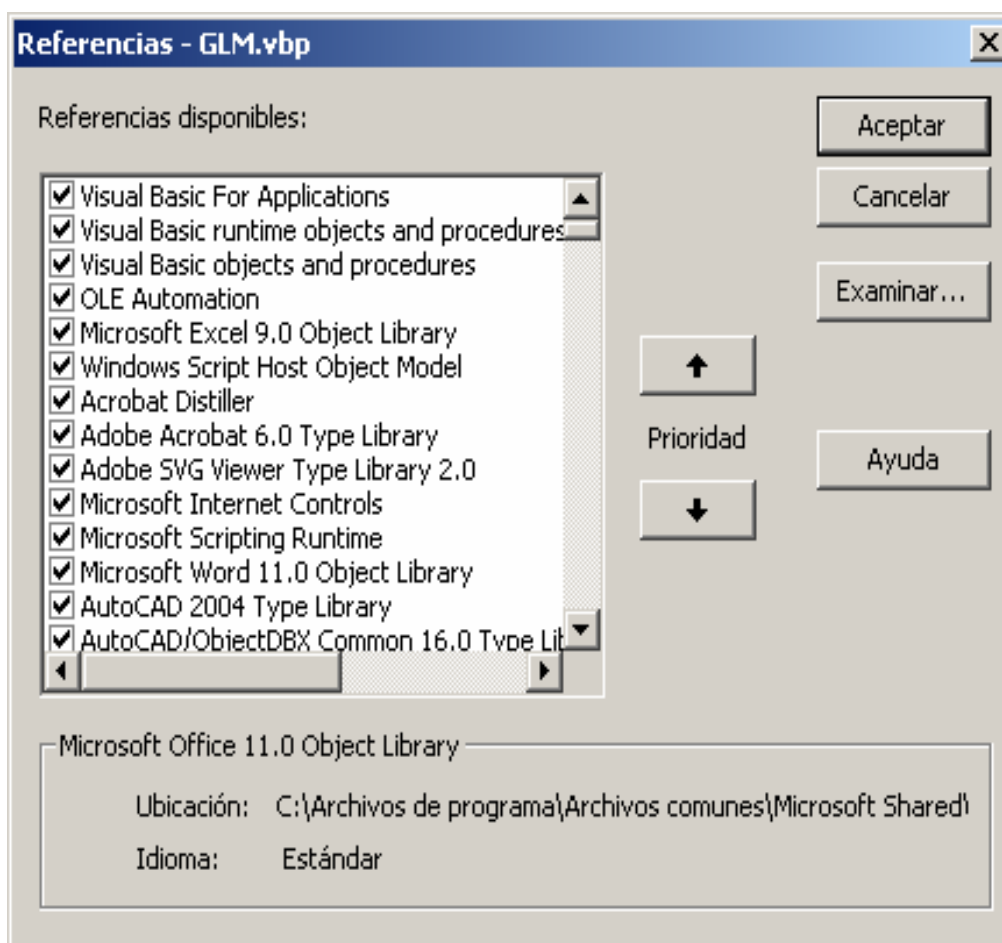 Referencias - GLM.vbp
Referencias disponibles:
Aceptar
Cancelar
Examinar...
Visual Basic For Applications
Visual Basic runtime objects and procedures
Visual Basic objects and procedures
OLE Automation
Microsoft Excel 9.0 Object Library
Windows Script Host Object Model
Acrobat Distiller
Adobe Acrobat 6.0 Type Library
Adobe SVG Viewer Type Library 2.0
Microsoft Internet Controls
Microsoft Scripting Runtime
Microsoft Word 11.0 Object Library
AutoCAD 2004 Type Library
AutoCAD/ObjectDBX Common 16.0 Type Lib
Prioridad
Ayuda
Microsoft Office 11.0 Object Library
Ubicación: C:\Archivos de programa\Archivos comunes\Microsoft Shared\
Idioma: Estándar